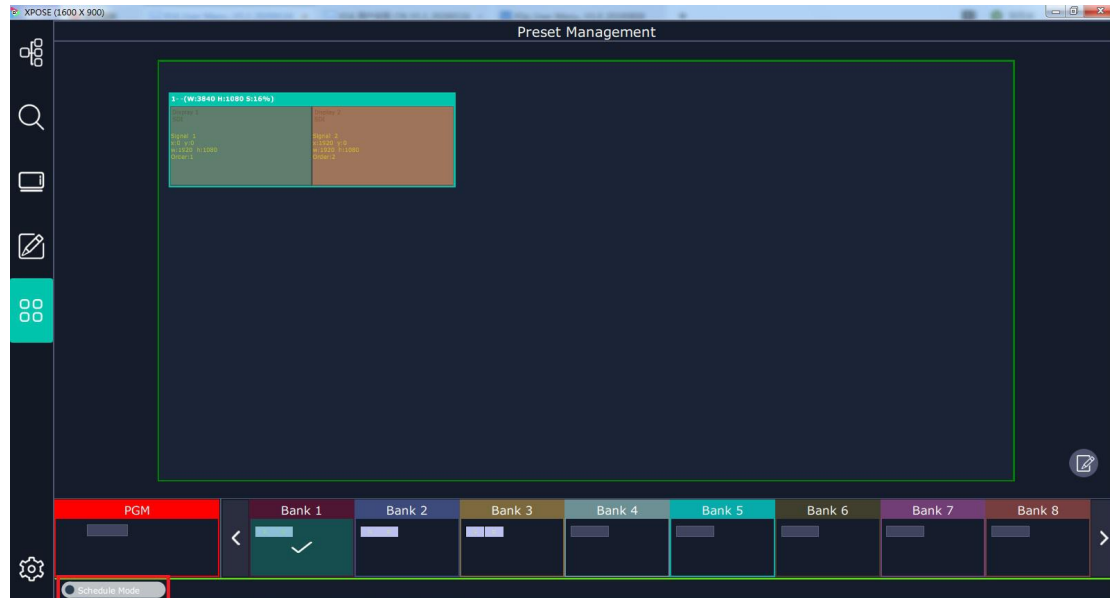 XPOSE (1600 X 900)
Preset Management
1--(W:3840 H:1080 S:16%)
Display 1
Signal 1
x:0 y:0
w:1920 h:1080
Order:1
Signal 2
x:1920 y:0
w:1920 h:1080
Order:2
PGM
Bank 1
Bank 2
Bank 3
Bank 4
Bank 5
Bank 6
Bank 7
Bank 8
Schedule Mode